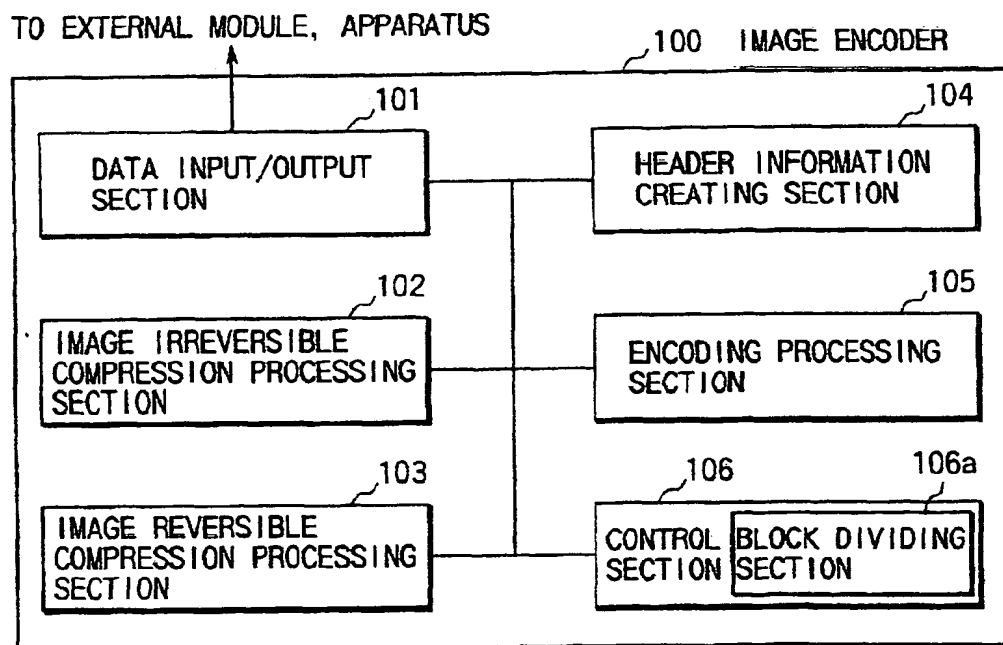 TO EXTERNAL MODULE, APPARATUS
100 IMAGE ENCODER
101
DATA INPUT/OUTPUT
SECTION
104
HEADER INFORMATION
CREATING SECTION
102
IMAGE IRREVERSIBLE
COMPRESSION PROCESSING
SECTION
105
ENCODING PROCESSING
SECTION
103
IMAGE REVERSIBLE
COMPRESSION PROCESSING
SECTION
106
CONTROL
SECTION
106a
BLOCK DIVIDING
SECTION